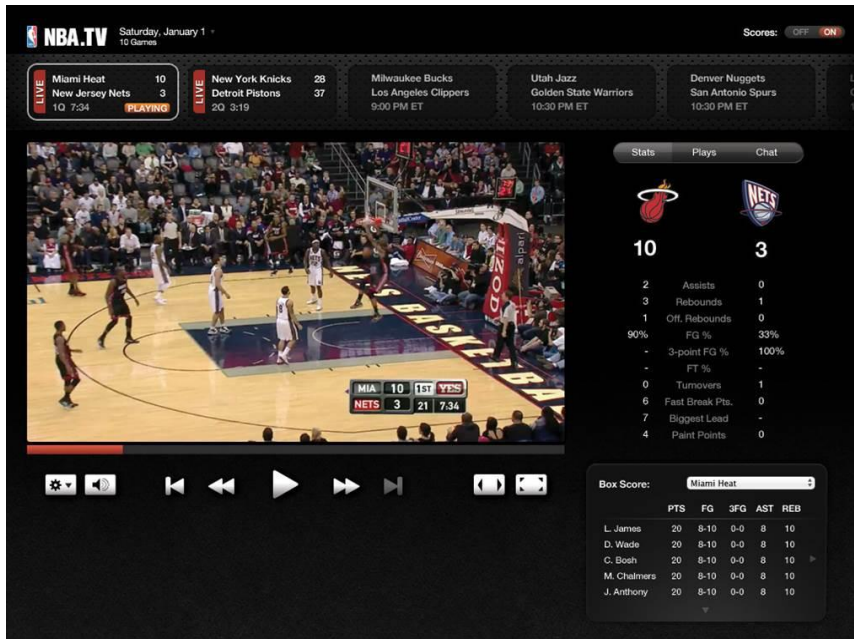 NBA.TV
Saturday, January 1
10 Games
Scores: OFF ON
LIVE
Miami Heat 10
New Jersey Nets 3
1Q 7:34 PLAYING
LIVE
New York Knicks 28
Detroit Pistons 37
2Q 3:19
Milwaukee Bucks
Los Angeles Clippers
9:00 PM ET
Utah Jazz
Golden State Warriors
10:30 PM ET
Denver Nuggets
San Antonio Spurs
10:30 PM ET
Stats Plays Chat
NETS
10 3
2 Assists 0
3 Rebounds 1
1 Off. Rebounds 0
90% FG % 33%
- 3-point FG % 100%
- FT % -
0 Turnovers 1
6 Fast Break Pts. 0
7 Biggest Lead -
4 Paint Points 0
alpari
IZOD
NETS BASKETBA
MIA 10 1ST YES
NETS 3 21 7:34
Box Score: Miami Heat
PTS FG 3FG AST REB
L. James 20 8-10 0-0 8 10
D. Wade 20 8-10 0-0 8 10
C. Bosh 20 8-10 0-0 8 10
M. Chalmers 20 8-10 0-0 8 10
J. Anthony 20 8-10 0-0 8 10